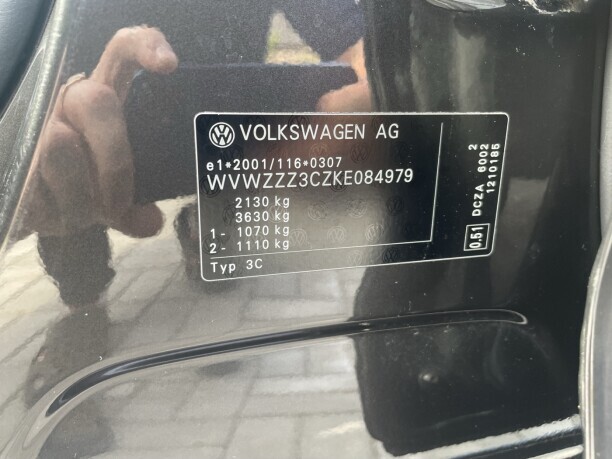 VOLKSWAGEN AG
e1*2001/116*0307
WVWZZZ3CZKE084979
2130 kg
3630 kg
1- 1070 kg
2- 1110 kg
Typ 3C
0.51
DCZA 6002 2
1210185